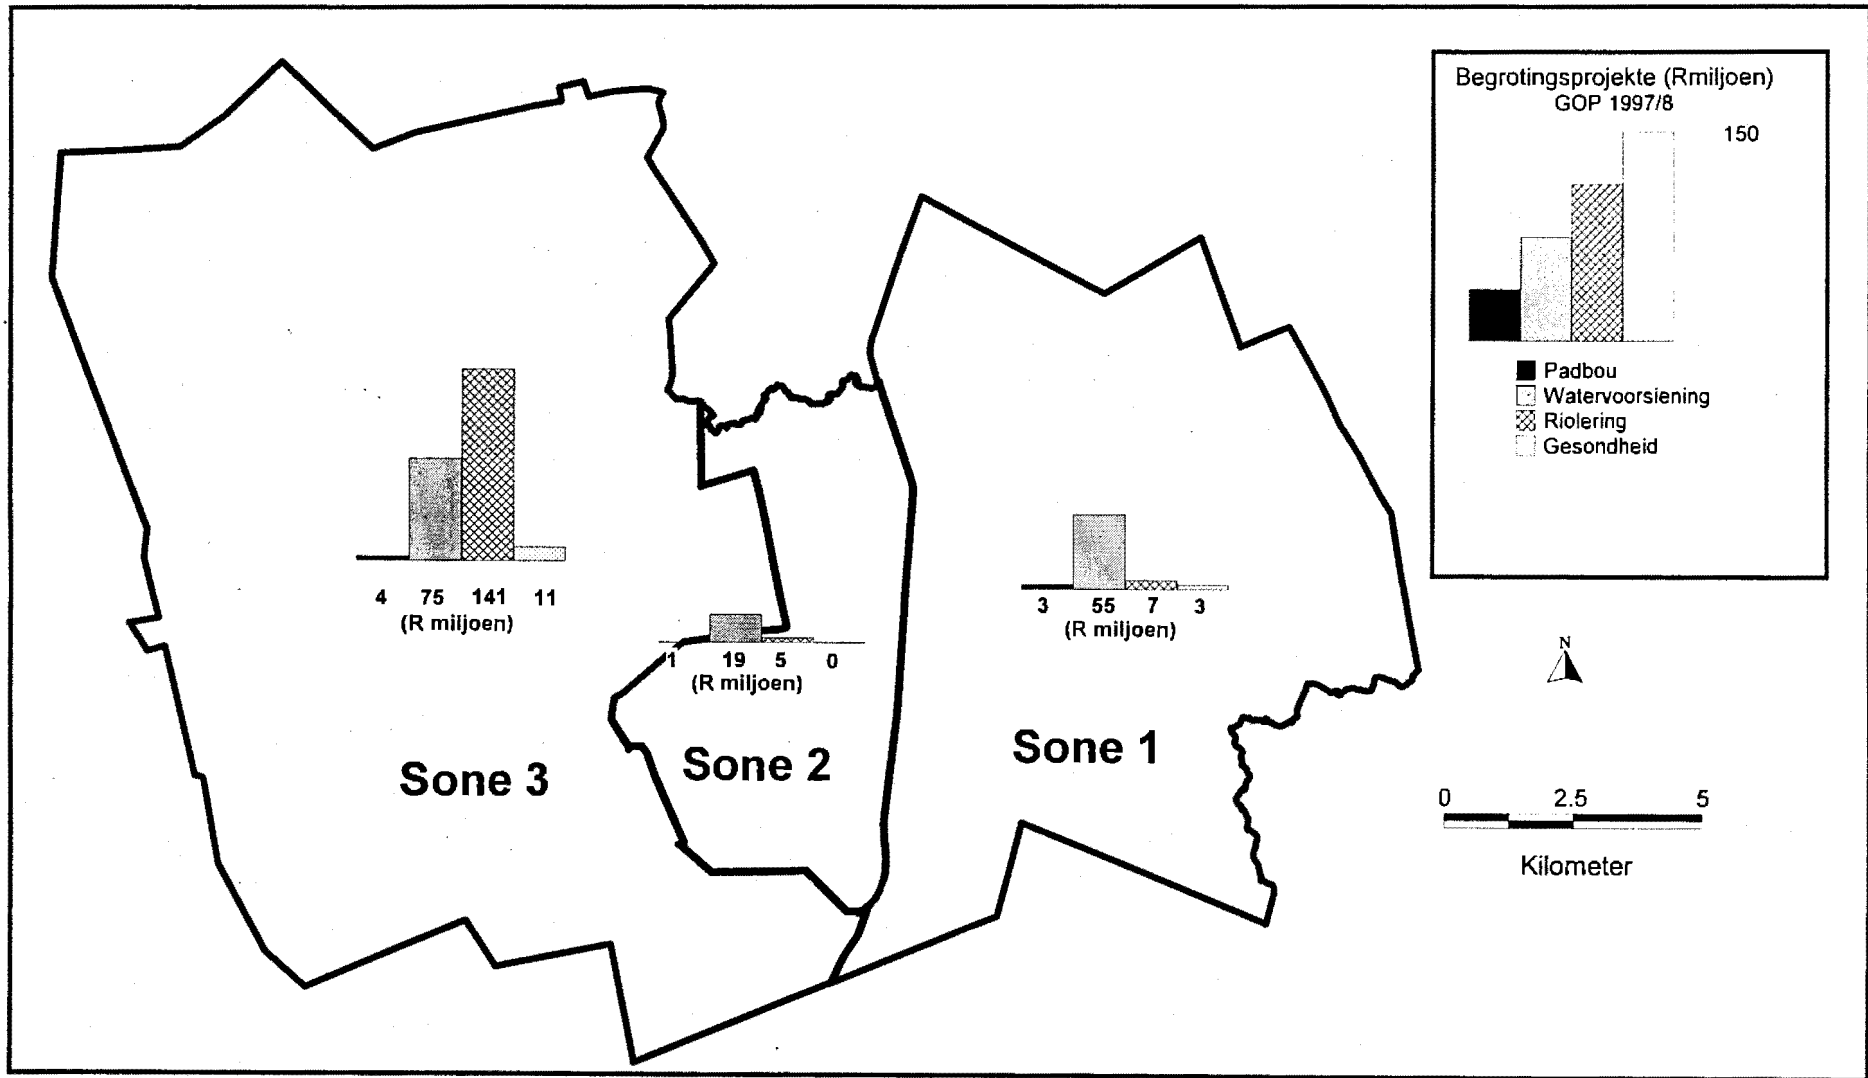 Begrotingsprojekte (Rmiljoen)
GOP 1997/8
150
Padbou
Watervoorsiening
Riolering
Gesondheid
4 75 141 11
(R miljoen)
3 55 7 3
(R miljoen)
1 19 5 0
(R miljoen)
Sone 3
Sone 2
Sone 1
N
0 2.5 5
Kilometer